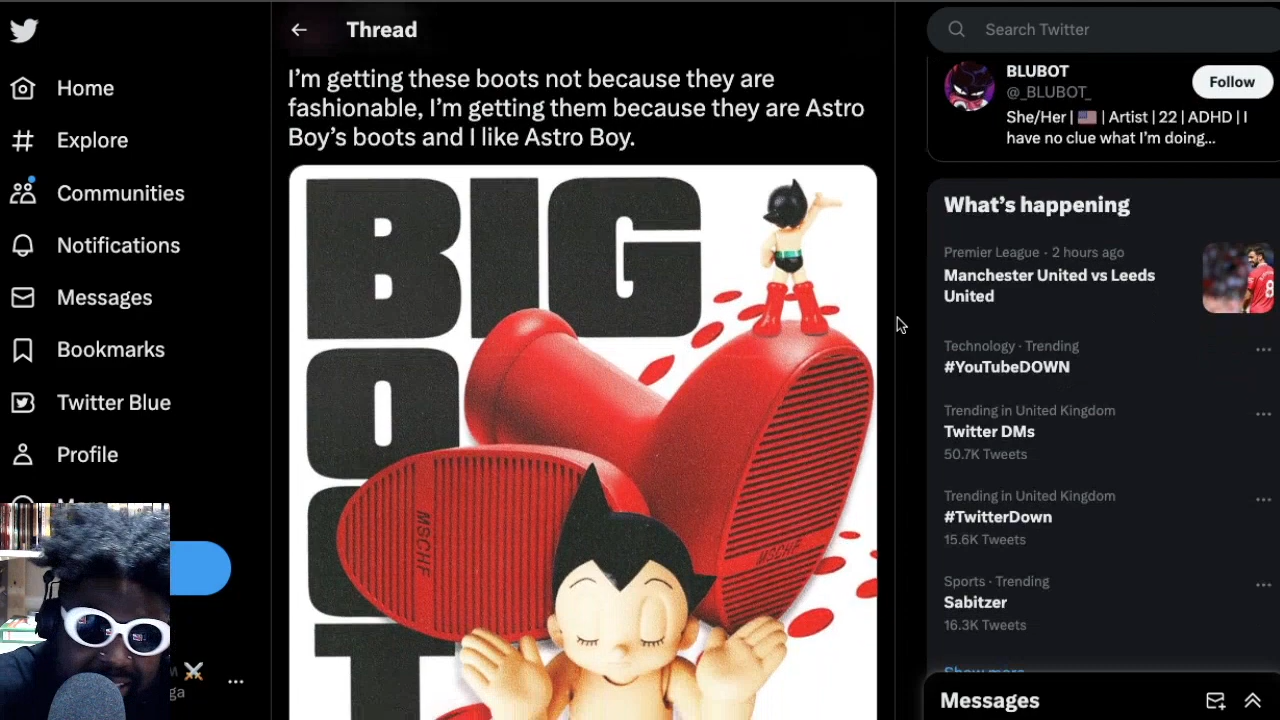 Home
Explore
Communities
Notifications
Messages
Bookmarks
Twitter Blue
Profile
Thread
I’m getting these boots not because they are
fashionable, I’m getting them because they are Astro
Boy’s boots and I like Astro Boy.
BIG
MSCHF
MSCHF
Search Twitter
BLUBOT
@_BLUBOT_
Follow
She/Her | 🇺🇸 | Artist | 22 | ADHD | I
have no clue what I’m doing...
What’s happening
Premier League · 2 hours ago
Manchester United vs Leeds
United
Technology · Trending
#YouTubeDOWN
Trending in United Kingdom
Twitter DMs
50.7K Tweets
Trending in United Kingdom
#TwitterDown
15.6K Tweets
Sports · Trending
Sabitzer
16.3K Tweets
Show more
Messages